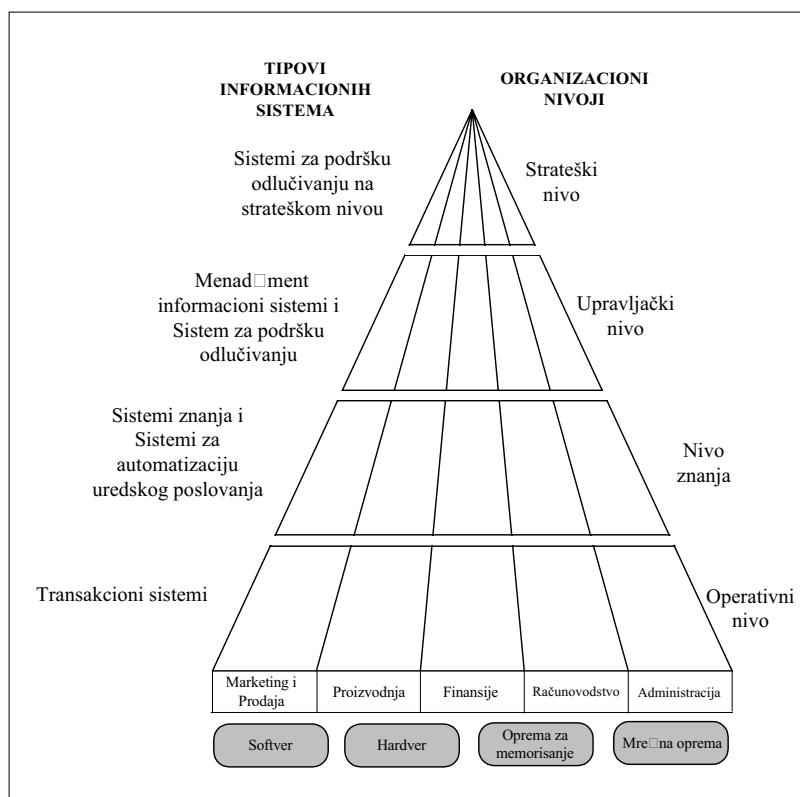 TIPOVI
INFORMACIONIH
SISTEMA
ORGANIZACIONI
NIVOJI
Sistemi za podršku
odlučivanju na
strateškom nivou
Strateški
nivo
Menad□ment
informacioni sistemi i
Sistem za podršku
odlučivanju
Upravljački
nivo
Sistemi znanja i
Sistemi za
automatizaciju
uredskog poslovanja
Nivo
znanja
Transakcioni sistemi
Operativni
nivo
Marketing i
Prodaja
Proizvodnja
Finansije
Računovodstvo
Administracija
Softver
Hardver
Oprema za
memorisanje
Mre□na oprema